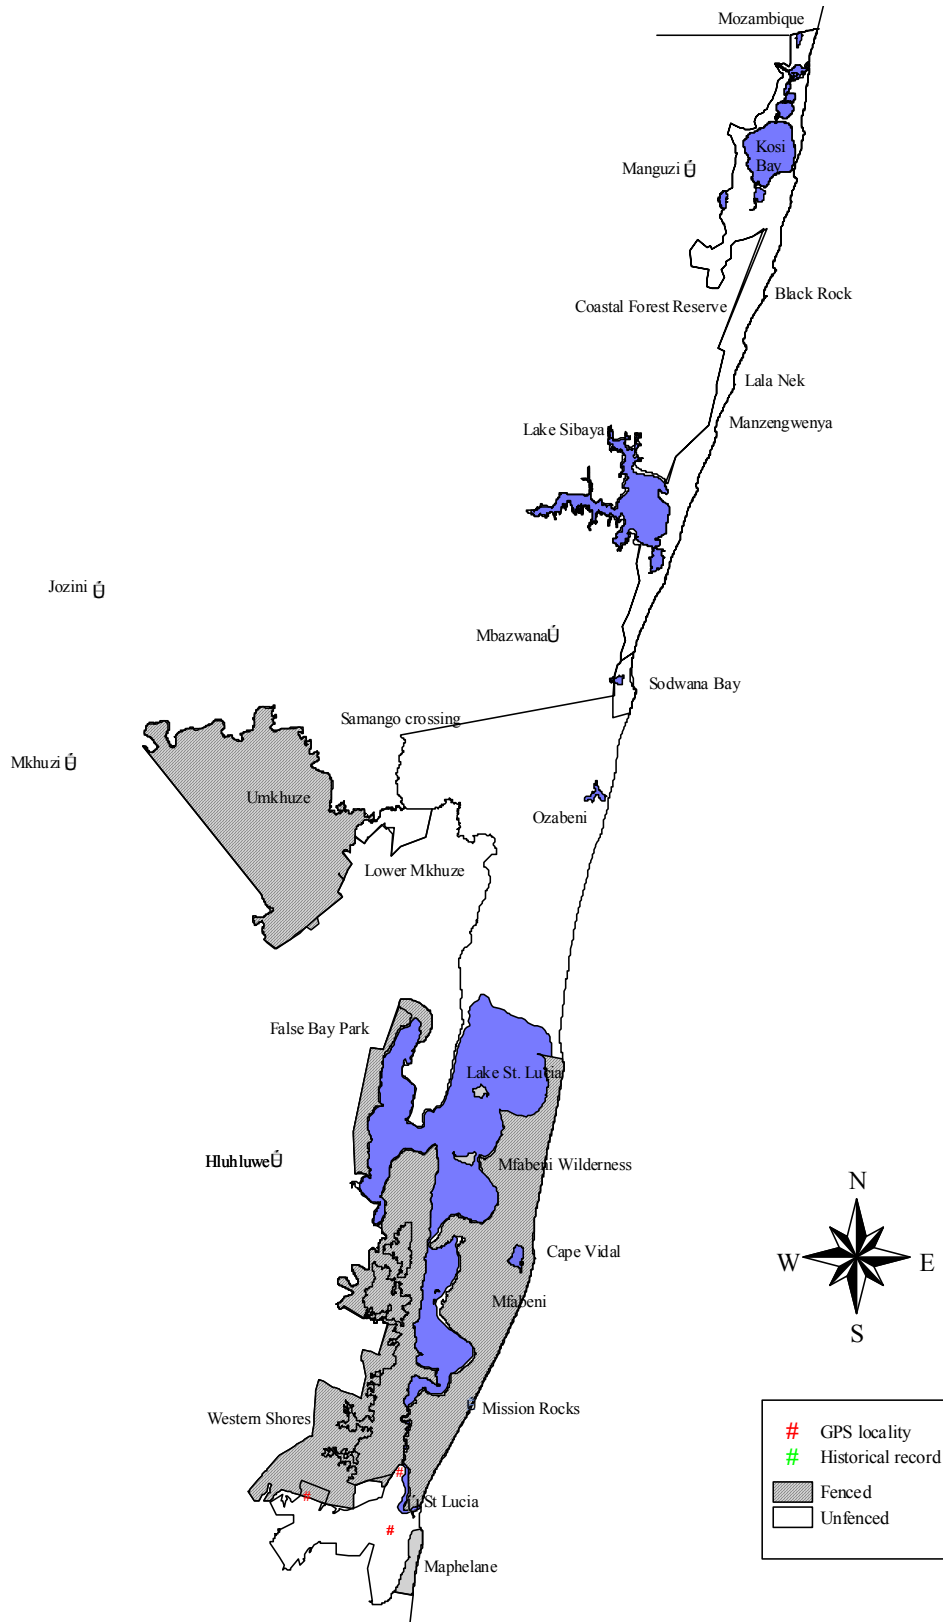 Mozambique
Kosi
Bay
Manguzi
Black Rock
Coastal Forest Reserve
Lala Nek
Manzengwenya
Lake Sibaya
Jozini
Mbazwana
Sodwana Bay
Samango crossing
Mkhuzi
Umkhuze
Ozabeni
Lower Mkhuze
False Bay Park
Lake St. Lucia
Hluhluwe
Mfabeni Wilderness
N
Cape Vidal
W
E
Mfabeni
S
Mission Rocks
Western Shores
# GPS locality
# Historical record
Fenced
St Lucia
Unfenced
Maphelane